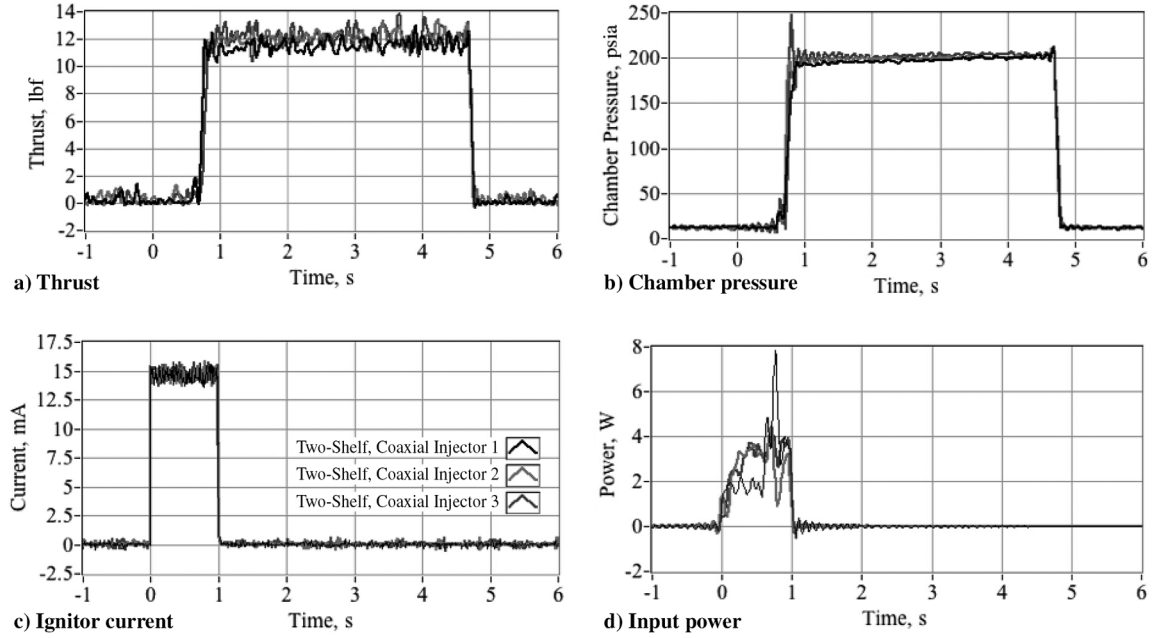 14
12
10
8
6
4
2
0
-2
Thrust, lbf
-1 0 1 2 3 4 5 6
Time, s
a) Thrust
250
200
150
100
50
0
Chamber Pressure, psia
-1 0 1 2 3 4 5 6
Time, s
b) Chamber pressure
17.5
15
12.5
10
7.5
5
2.5
0
-2.5
Current, mA
Two-Shelf, Coaxial Injector 1
Two-Shelf, Coaxial Injector 2
Two-Shelf, Coaxial Injector 3
-1 0 1 2 3 4 5 6
Time, s
c) Ignitor current
8
6
4
2
0
-2
Power, W
-1 0 1 2 3 4 5 6
Time, s
d) Input power